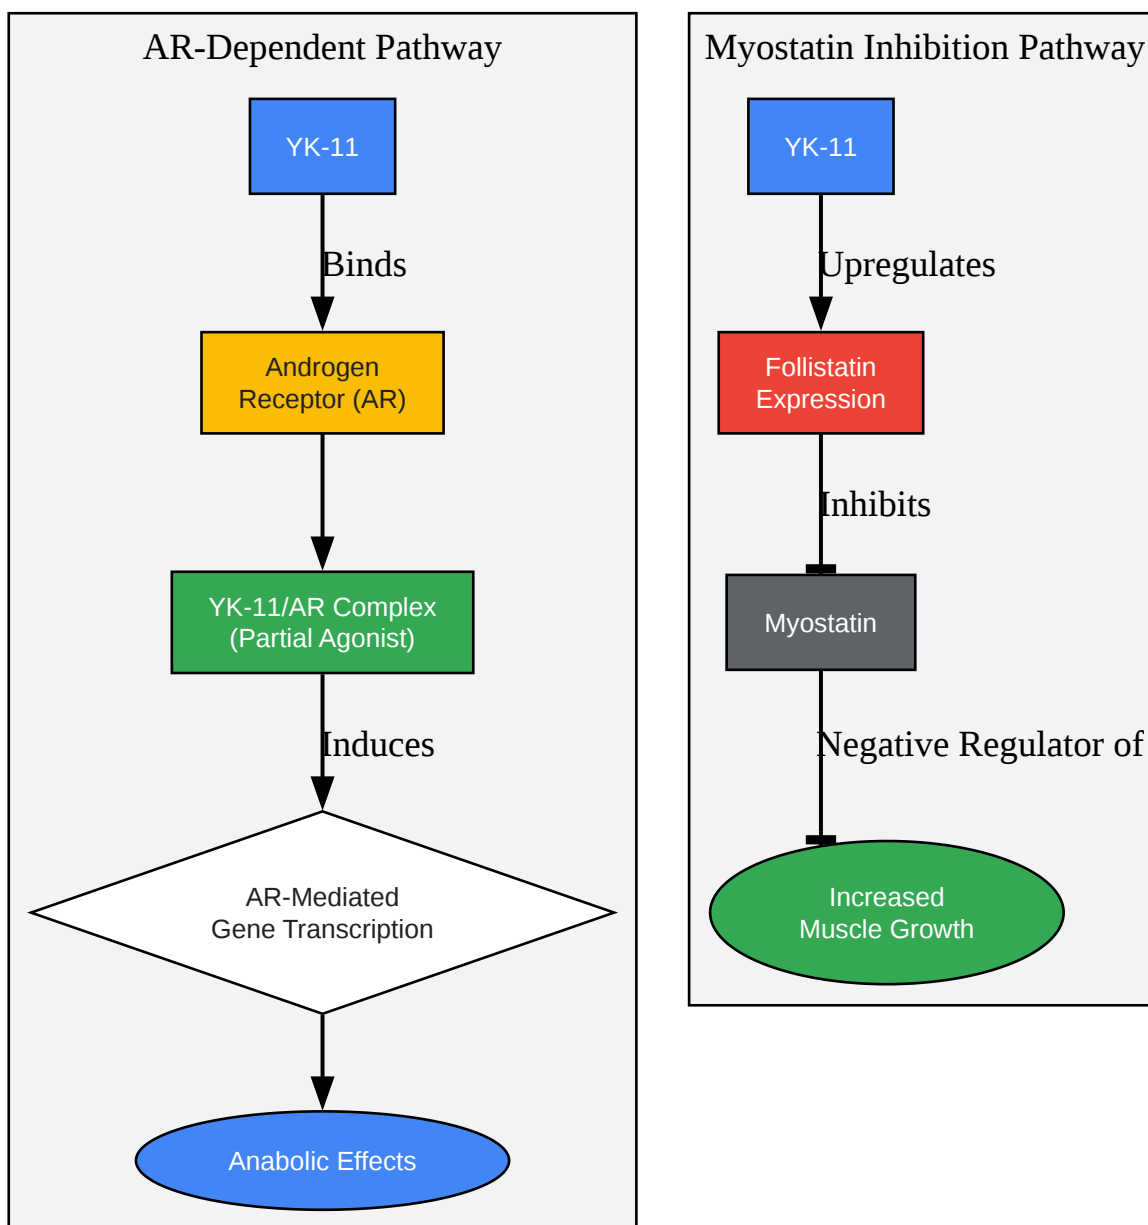 AR-Dependent Pathway
YK-11
Binds
Androgen
Receptor (AR)
YK-11/AR Complex
(Partial Agonist)
Induces
AR-Mediated
Gene Transcription
Anabolic Effects
Myostatin Inhibition Pathway
YK-11
Upregulates
Follistatin
Expression
Inhibits
Myostatin
Negative Regulator of
Increased
Muscle Growth